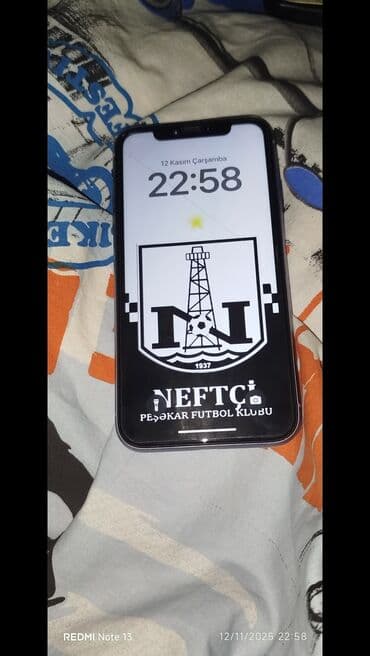 12 Kasım Çarşamba
22:58
N
1937
NEFTÇİ
PEŞƏKAR FUTBOL KLUBU
REDMI Note 13
12/11/2025 22:58